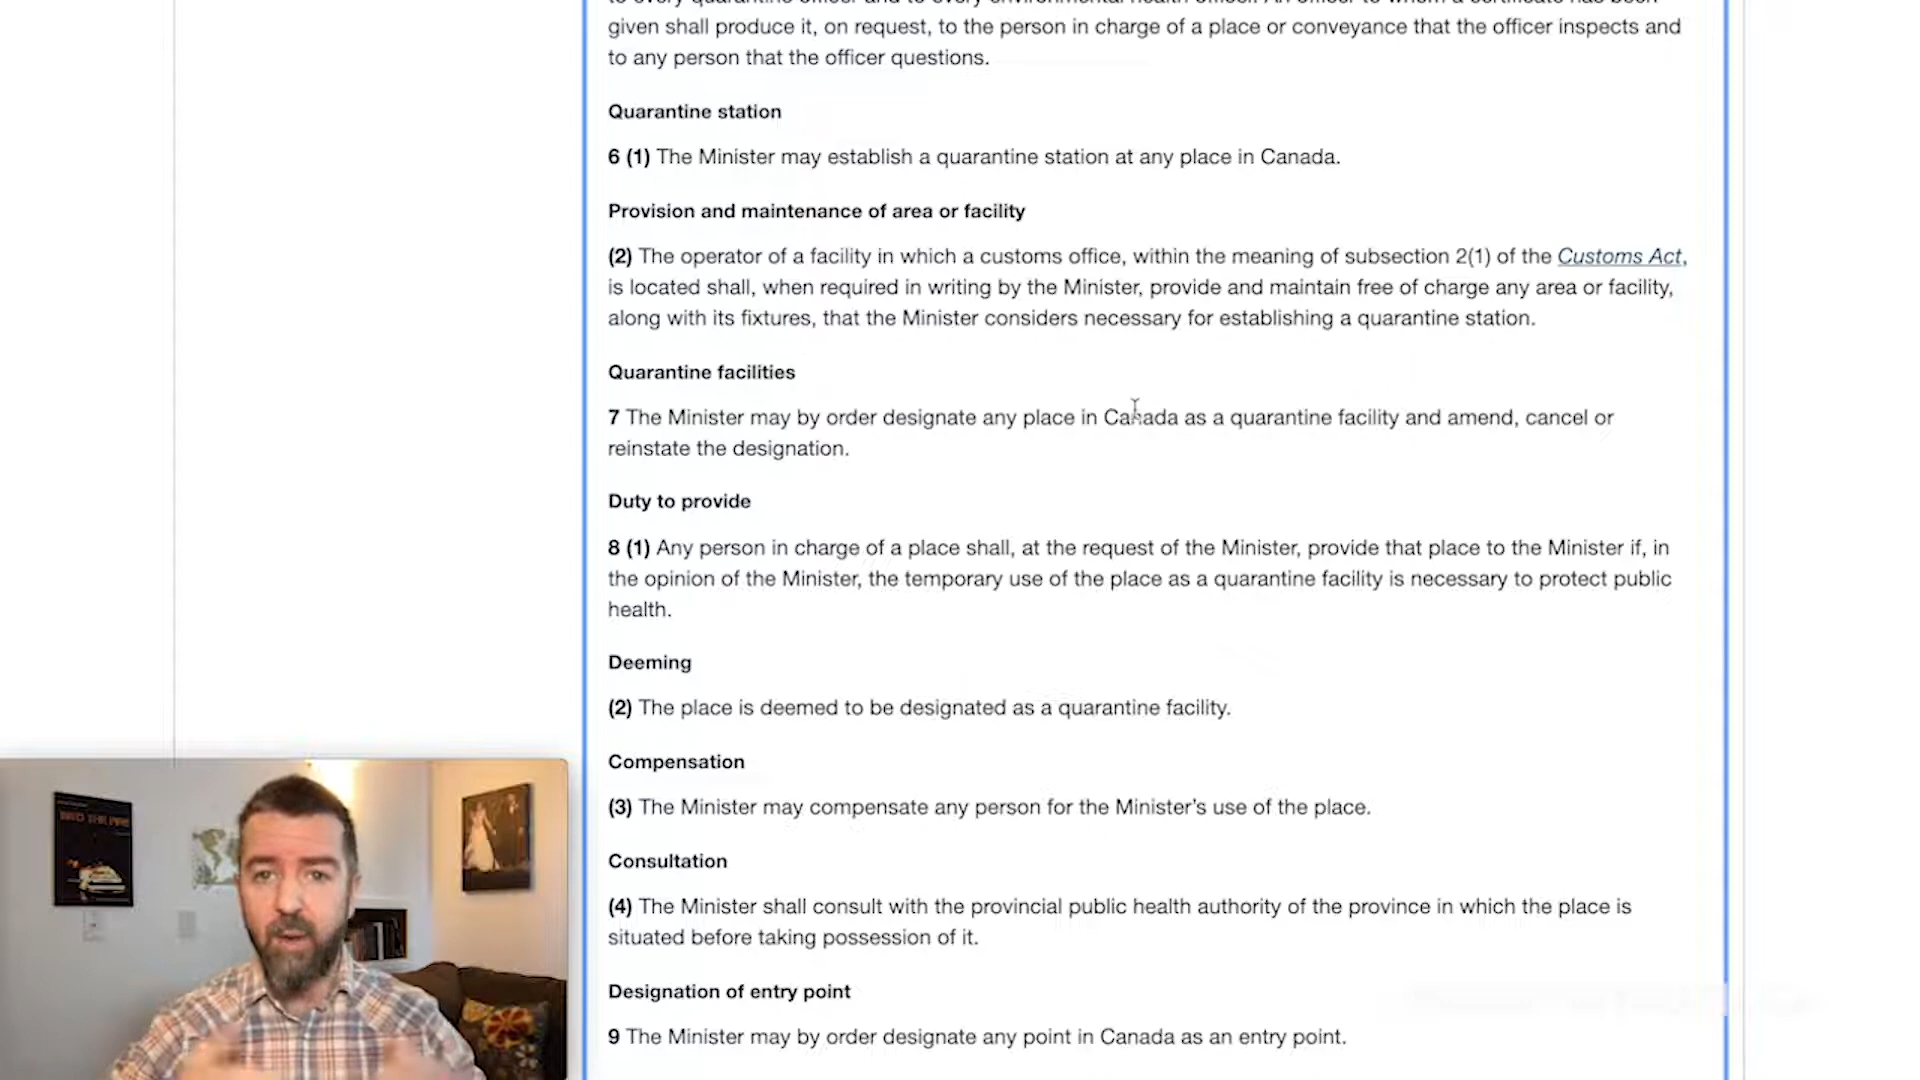 given shall produce it, on request, to the person in charge of a place or conveyance that the officer inspects and
to any person that the officer questions.
Quarantine station
6 (1) The Minister may establish a quarantine station at any place in Canada.
Provision and maintenance of area or facility
(2) The operator of a facility in which a customs office, within the meaning of subsection 2(1) of the Customs Act,
is located shall, when required in writing by the Minister, provide and maintain free of charge any area or facility,
along with its fixtures, that the Minister considers necessary for establishing a quarantine station.
Quarantine facilities
7 The Minister may by order designate any place in Canada as a quarantine facility and amend, cancel or
reinstate the designation.
Duty to provide
8 (1) Any person in charge of a place shall, at the request of the Minister, provide that place to the Minister if, in
the opinion of the Minister, the temporary use of the place as a quarantine facility is necessary to protect public
health.
Deeming
(2) The place is deemed to be designated as a quarantine facility.
Compensation
(3) The Minister may compensate any person for the Minister's use of the place.
Consultation
(4) The Minister shall consult with the provincial public health authority of the province in which the place is
situated before taking possession of it.
Designation of entry point
9 The Minister may by order designate any point in Canada as an entry point.